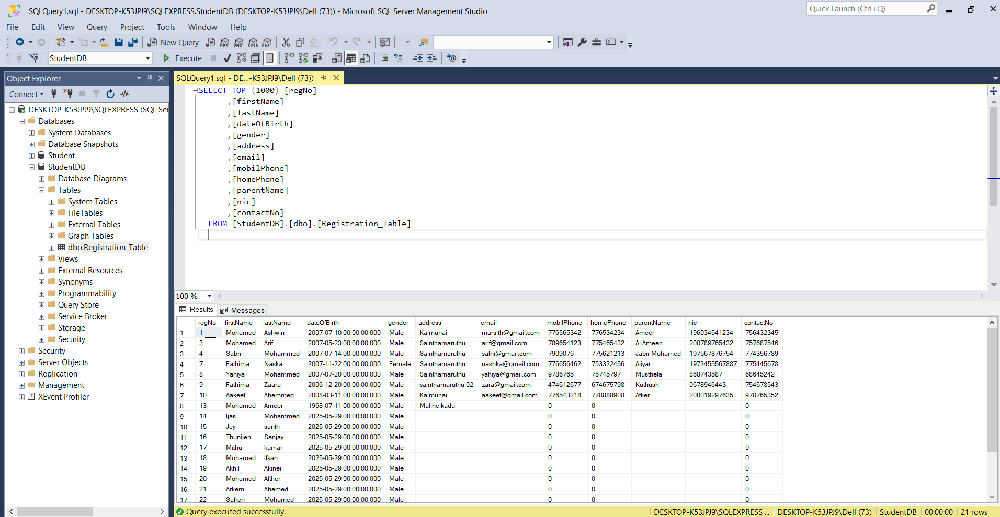 SQLQuery1.sql - DESKTOP-K53JPJ9\SQLEXPRESS.StudentDB (DESKTOP-K53JPJ9\Dell (73)) - Microsoft SQL Server Management Studio
Quick Launch (Ctrl+Q)
File Edit View Query Project Tools Window Help
New Query MDX DMX XMLA DAX
StudentDB Execute
Object Explorer
Connect
DESKTOP-K53JPJ9\SQLEXPRESS (SQL Ser
Databases
System Databases
Database Snapshots
Student
StudentDB
Database Diagrams
Tables
System Tables
FileTables
External Tables
Graph Tables
dbo.Registration_Table
Views
External Resources
Synonyms
Programmability
Query Store
Service Broker
Storage
Security
Security
Server Objects
Replication
Management
XEvent Profiler
SQLQuery1.sql - DE...-K53JPJ9\Dell (73))
SELECT TOP (1000) [regNo]
,[firstName]
,[lastName]
,[dateOfBirth]
,[gender]
,[address]
,[email]
,[mobilPhone]
,[homePhone]
,[parentName]
,[nic]
,[contactNo]
FROM [StudentDB].[dbo].[Registration_Table]
100 %
Results Messages
regNo firstName lastName dateOfBirth gender address email mobilPhone homePhone parentName nic contactNo
1 1 Mohamed Ashwin 2007-07-10 00:00:00.000 Male Kalmunai mursith@gmail.com 776565342 776534234 Ameer 196034541234 756432345
2 3 Mohamed Arif 2007-05-23 00:00:00.000 Male Sainthamaruthu arif@gmail.com 789654123 775465432 Al Ameen 200789765432 757687546
3 4 Sabni Mohammed 2007-07-14 00:00:00.000 Male Sainthamaruthu safni@gmail.com 7909076 775621213 Jabir Mohamed 197567876754 774356789
4 7 Fathima Naska 2007-11-22 00:00:00.000 Female Sainthamaruthu nashka@gmail.com 776656462 753322456 Aliyar 1973455567887 775445678
5 8 Yahiya Mohammed 2007-07-20 00:00:00.000 Male Sainthamaruthu yahiya@gmail.com 9786765 75745797 Musthefa 868743587 68645242
6 9 Fathima Zaara 2006-12-20 00:00:00.000 Male sainthamaruthu 02 zara@gmail.com 474612677 674675798 Kuthush 0678946443 754678543
7 10 Aakeef Ahemmed 2008-03-11 00:00:00.000 Male Kalmunai aakeef@gmail.com 776543218 778888908 Afker 200019297635 978765352
8 13 Mohamed Ameer 1968-07-11 00:00:00.000 Male Maliheikadu 0 0 0
9 14 Ijas Mohammed 2025-05-29 00:00:00.000 Male 0 0 0
10 15 Jey santh 2025-05-29 00:00:00.000 Male 0 0 0
11 16 Thunijen Sanjay 2025-05-29 00:00:00.000 Male 0 0 0
12 17 Mithu kumar 2025-05-29 00:00:00.000 Male 0 0 0
13 18 Mohamed Ifkan 2025-05-29 00:00:00.000 Male 0 0 0
14 19 Akhil Akinei 2025-05-29 00:00:00.000 Male 0 0 0
15 20 Mohamed Afther 2025-05-29 00:00:00.000 Male 0 0 0
16 21 Arkem Ahemed 2025-05-29 00:00:00.000 Male 0 0 0
17 22 Safren Mohamed 2025-05-29 00:00:00.000 Male 0 0 0
Query executed successfully. DESKTOP-K53JPJ9\SQLEXPRESS ... DESKTOP-K53JPJ9\Dell (73) StudentDB 00:00:00 21 rows